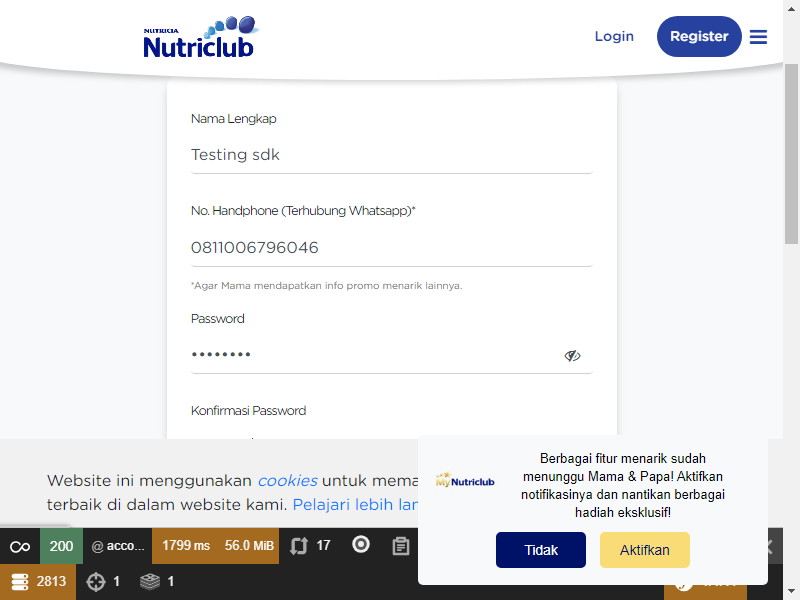 NUTRICIA
Nutriclub
Login
Register
Nama Lengkap
Testing sdk
No. Handphone (Terhubung Whatsapp)*
0811006796046
*Agar Mama mendapatkan info promo menarik lainnya.
Password
••••••••
Konfirmasi Password
Website ini menggunakan cookies untuk mema
terbaik di dalam website kami. Pelajari lebih lan
MyNutriclub
Berbagai fitur menarik sudah
menunggu Mama & Papa! Aktifkan
notifikasinya dan nantikan berbagai
hadiah eksklusif!
Tidak
Aktifkan
200
@ acco...
1799 ms
56.0 MiB
17
2813
1
1